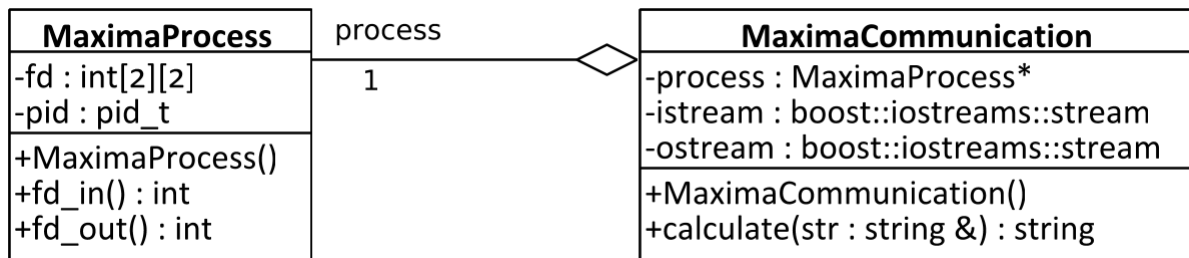 MaximaProcess
-fd : int[2][2]
-pid : pid_t
+MaximaProcess()
+fd_in() : int
+fd_out() : int
process
1
MaximaCommunication
-process : MaximaProcess*
-istream : boost::iostreams::stream
-ostream : boost::iostreams::stream
+MaximaCommunication()
+calculate(str : string &) : string